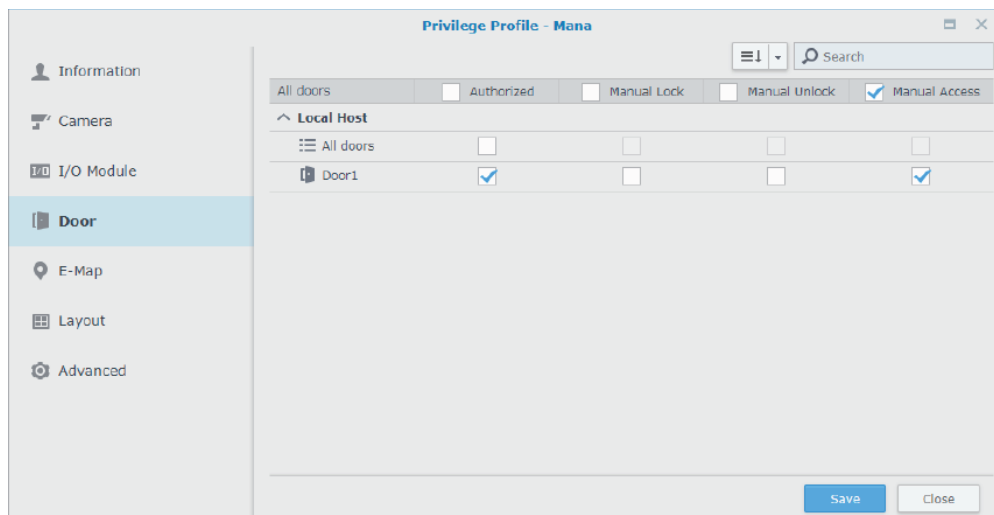 Privilege Profile - Mana
Search
Information
Camera
I/O I/O Module
Door
E-Map
Layout
Advanced
All doors Authorized Manual Lock Manual Unlock Manual Access
Local Host
All doors
Door1
Save Close